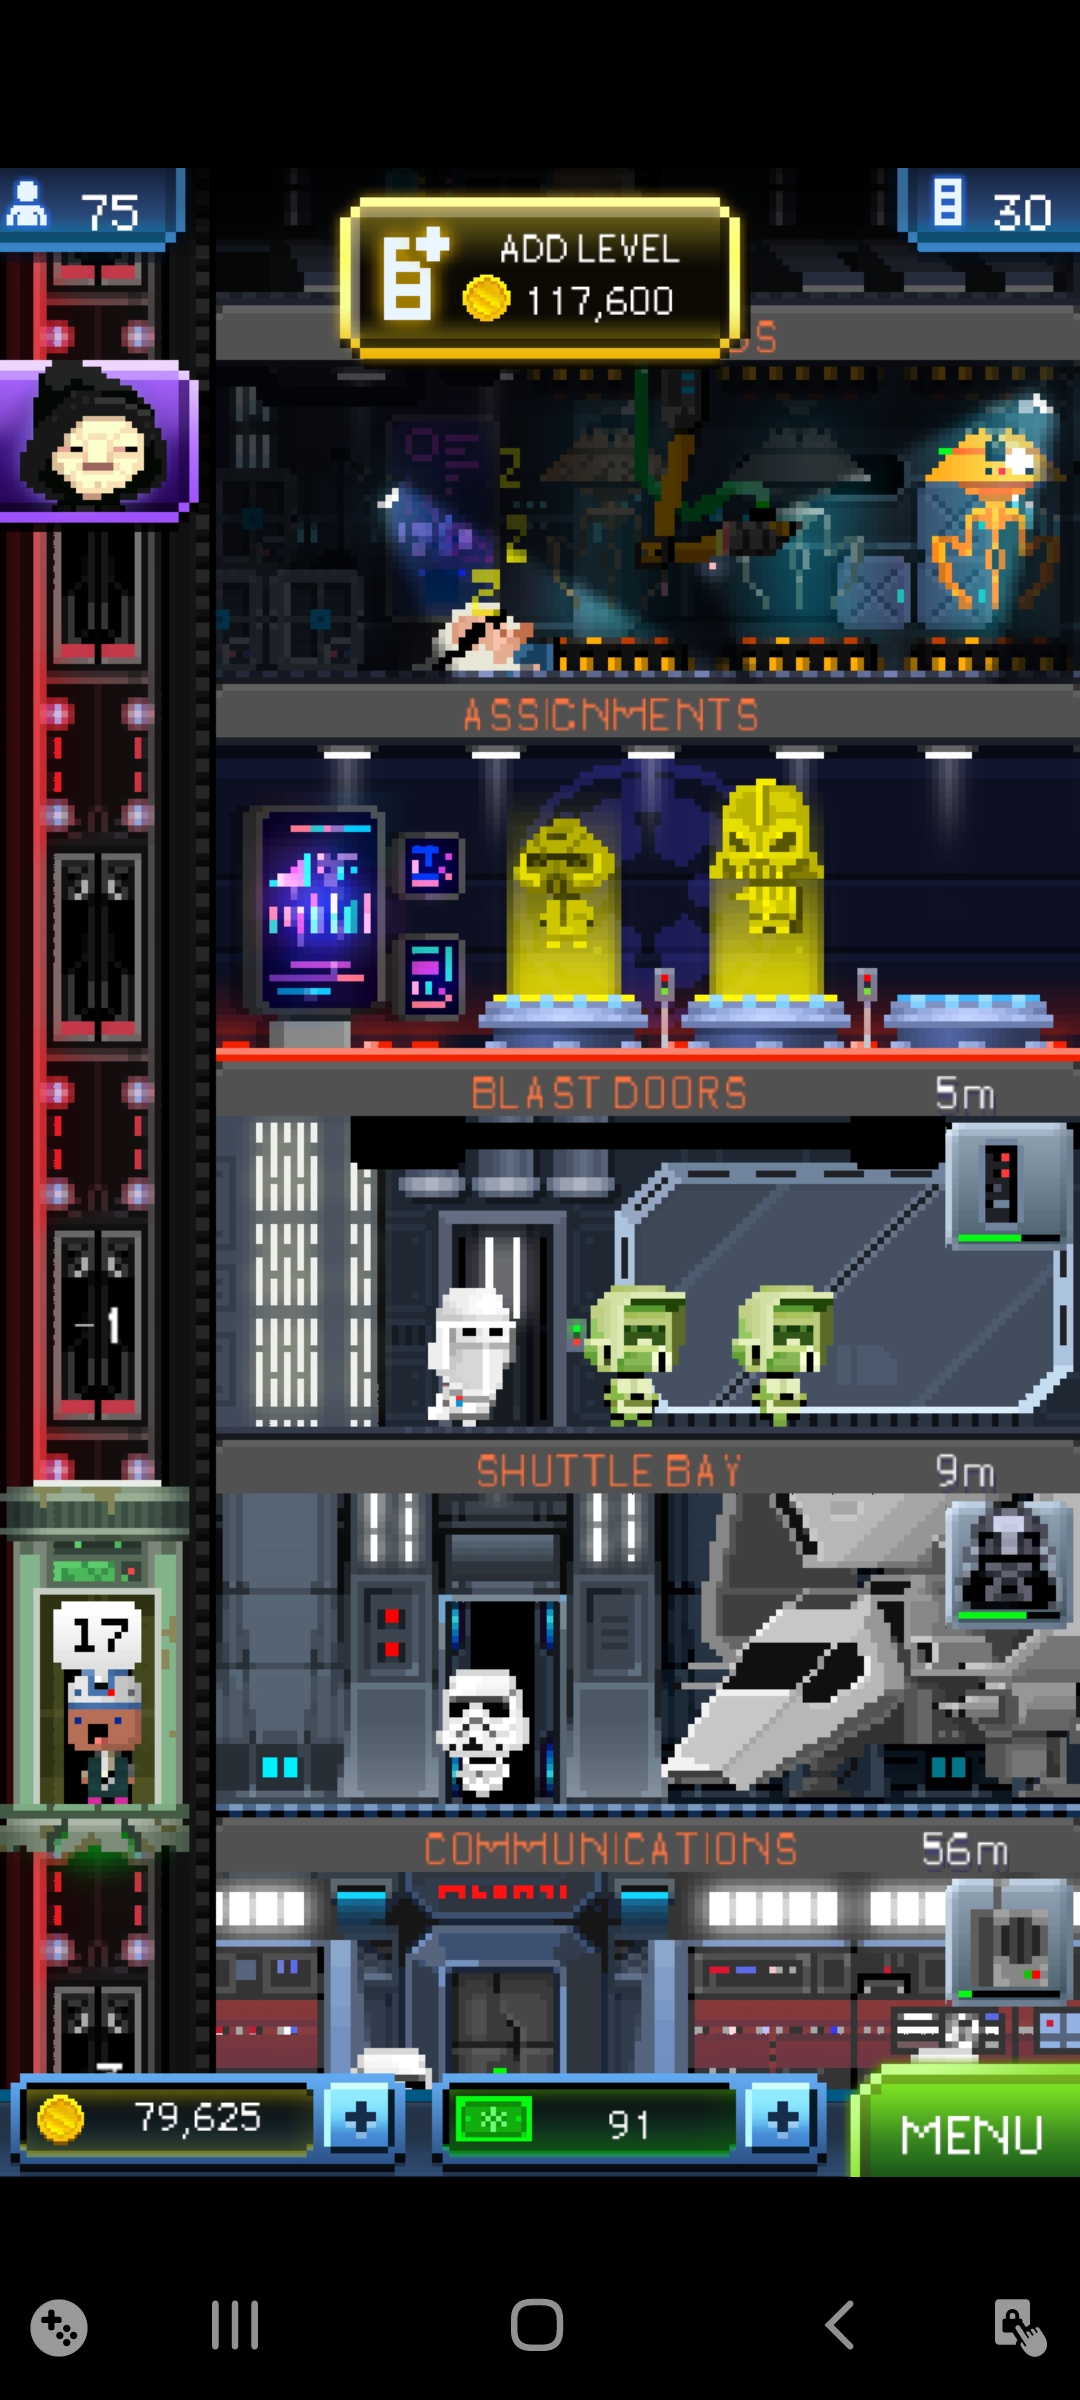 75
ADD LEVEL
117,600
30
ASSIGNMENTS
BLAST DOORS 5m
-1
SHUTTLE BAY 9m
17
COMMUNICATIONS 56m
79,625
91
MENU